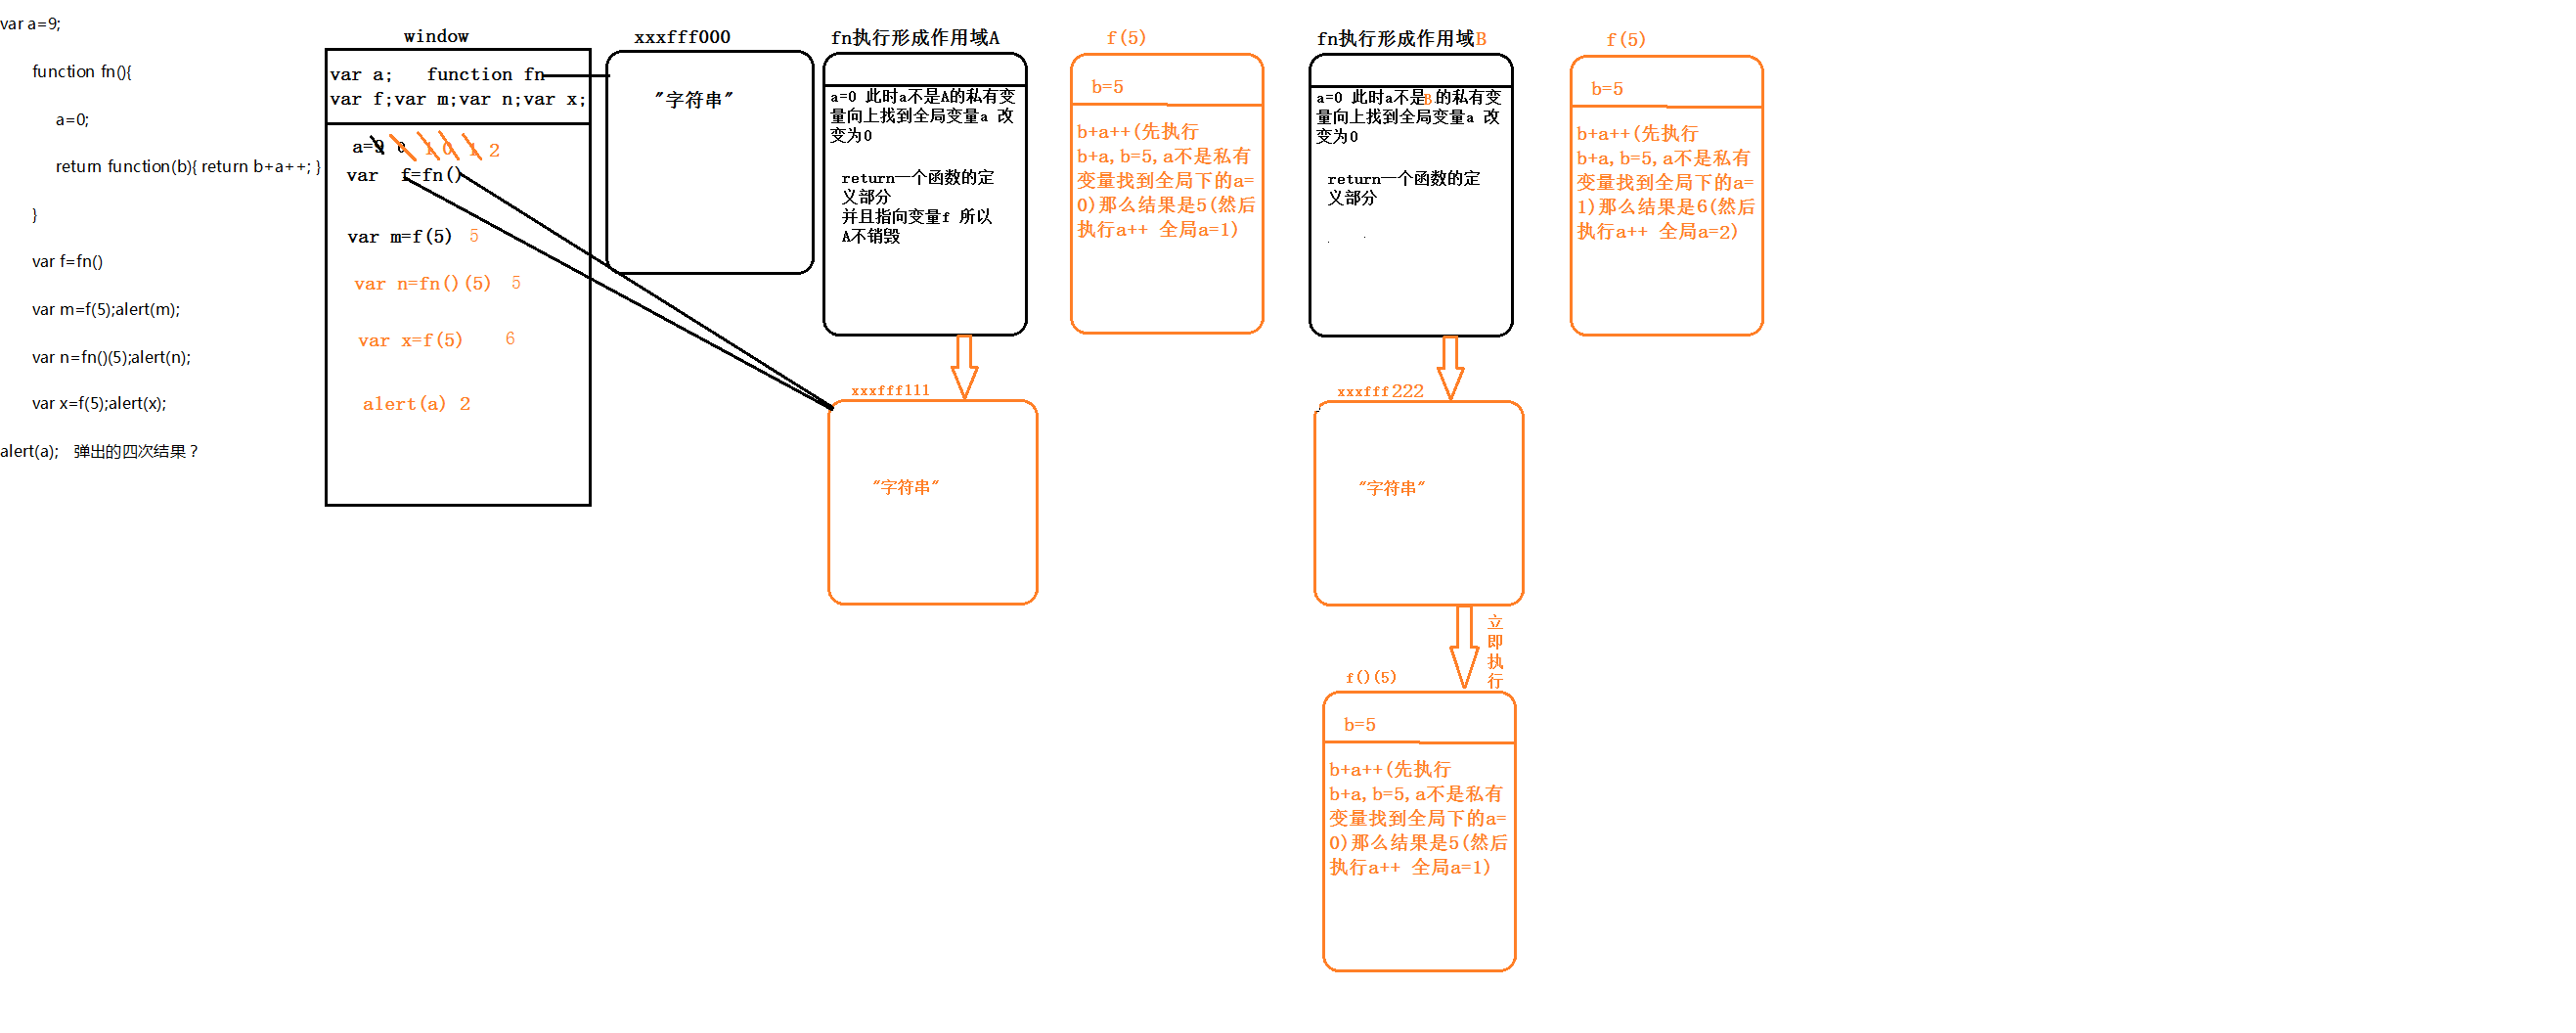 var a=9;
function fn(){
a=0;
return function(b){ return b+a++; }
}
var f=fn()
var m=f(5);alert(m);
var n=fn()(5);alert(n);
var x=f(5);alert(x);
alert(a); 弹出的四次结果？
window
var a; function fn
var f;var m;var n;var x;
a=9 0 1 0 1 2
var f=fn()
var m=f(5) 5
var n=fn()(5) 5
var x=f(5) 6
alert(a) 2
xxxfff000
"字符串"
fn执行形成作用域A
a=0 此时a不是A的私有变
量向上找到全局变量a 改
变为0
return一个函数的定
义部分
并且指向变量f 所以
A不销毁
xxxfff111
"字符串"
f(5)
b=5
b+a++(先执行
b+a,b=5,a不是私有
变量找到全局下的a=
0)那么结果是5(然后
执行a++ 全局a=1)
fn执行形成作用域B
a=0 此时a不是B的私有变
量向上找到全局变量a 改
变为0
return一个函数的定
义部分
xxxfff222
"字符串"
立
即
执
行
f()(5)
b=5
b+a++(先执行
b+a,b=5,a不是私有
变量找到全局下的a=
0)那么结果是5(然后
执行a++ 全局a=1)
f(5)
b=5
b+a++(先执行
b+a,b=5,a不是私有
变量找到全局下的a=
1)那么结果是6(然后
执行a++ 全局a=2)